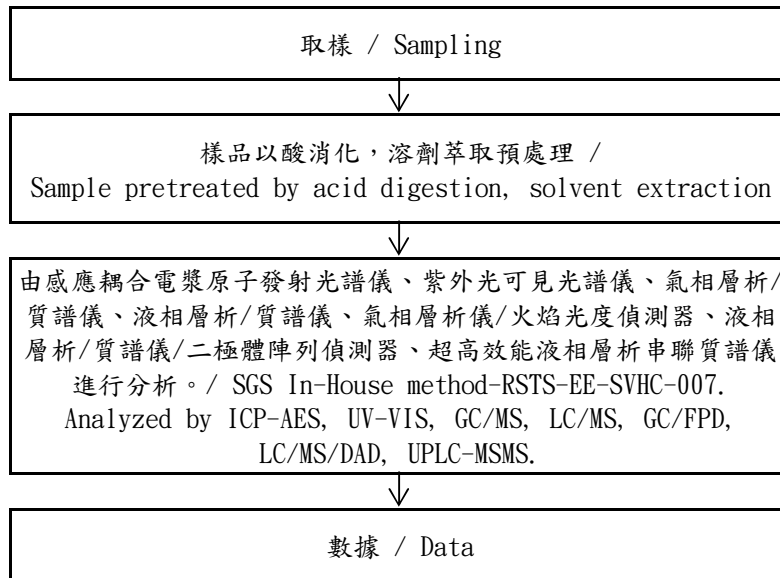 取樣 / Sampling
樣品以酸消化，溶劑萃取預處理 /
Sample pretreated by acid digestion, solvent extraction
由感應耦合電漿原子發射光譜儀、紫外光可見光譜儀、氣相層析/
質譜儀、液相層析/質譜儀、氣相層析儀/火焰光度偵測器、液相
層析/質譜儀/二極體陣列偵測器、超高效能液相層析串聯質譜儀
進行分析。/ SGS In-House method-RSTS-EE-SVHC-007.
Analyzed by ICP-AES, UV-VIS, GC/MS, LC/MS, GC/FPD,
LC/MS/DAD, UPLC-MSMS.
數據 / Data